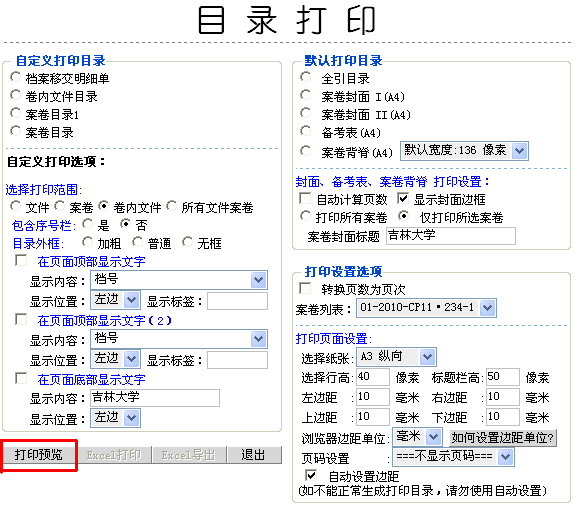 目录打印
自定义打印目录
档案移交明细单
卷内文件目录
案卷目录1
案卷目录
自定义打印选项：
选择打印范围:
文件 案卷 卷内文件 所有文件案卷
包含序号栏: 是 否
目录外框: 加粗 普通 无框
在页面顶部显示文字
显示内容：档号
显示位置：左边 显示标签：
在页面顶部显示文字(2)
显示内容：档号
显示位置：左边 显示标签：
在页面底部显示文字
显示内容：吉林大学
显示位置：左边
打印预览 Excel打印 Excel导出 退出
默认打印目录
全引目录
案卷封面 I(A4)
案卷封面 II(A4)
备考表(A4)
案卷背脊(A4) 默认宽度:136 像素
封面、备考表、案卷背脊 打印设置：
自动计算页数 显示封面边框
打印所有案卷 仅打印所选案卷
案卷封面标题 吉林大学
打印设置选项
转换页数为页次
案卷列表：01-2010-CP11·234-1
打印页面设置:
选择纸张: A3 纵向
选择行高: 40 像素 标题栏高: 50 像素
左边距 : 10 毫米 右边距 : 10 毫米
上边距 : 10 毫米 下边距 : 10 毫米
浏览器边距单位: 毫米 如何设置边距单位?
页码设置 : ===不显示页码===
自动设置边距
(如不能正常生成打印目录，请勿使用自动设置)